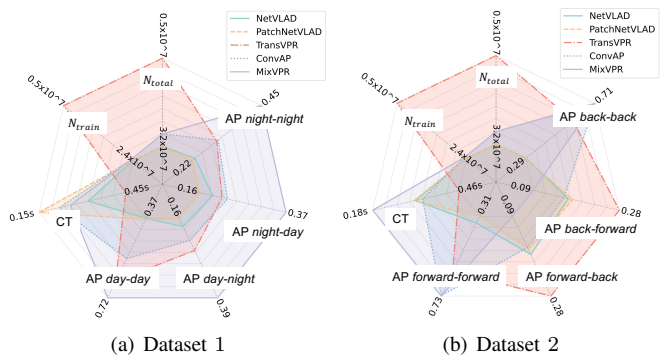 NetVLAD
PatchNetVLAD
TransVPR
ConvAP
MixVPR
0.5x10^7
0.5x10^7
N_total
N_train
0.45
AP night-night
3.2x10^7
2.4x10^7
0.22
0.16
0.45s
0.37
0.16
0.15s
CT
0.37
AP night-day
AP day-day
AP day-night
0.72
0.39
(a) Dataset 1
NetVLAD
PatchNetVLAD
TransVPR
ConvAP
MixVPR
0.5x10^7
0.5x10^7
N_total
N_train
0.71
AP back-back
3.2x10^7
2.4x10^7
0.29
0.09
0.46s
0.31
0.09
0.18s
CT
0.28
AP back-forward
AP forward-forward
AP forward-back
0.73
0.28
(b) Dataset 2